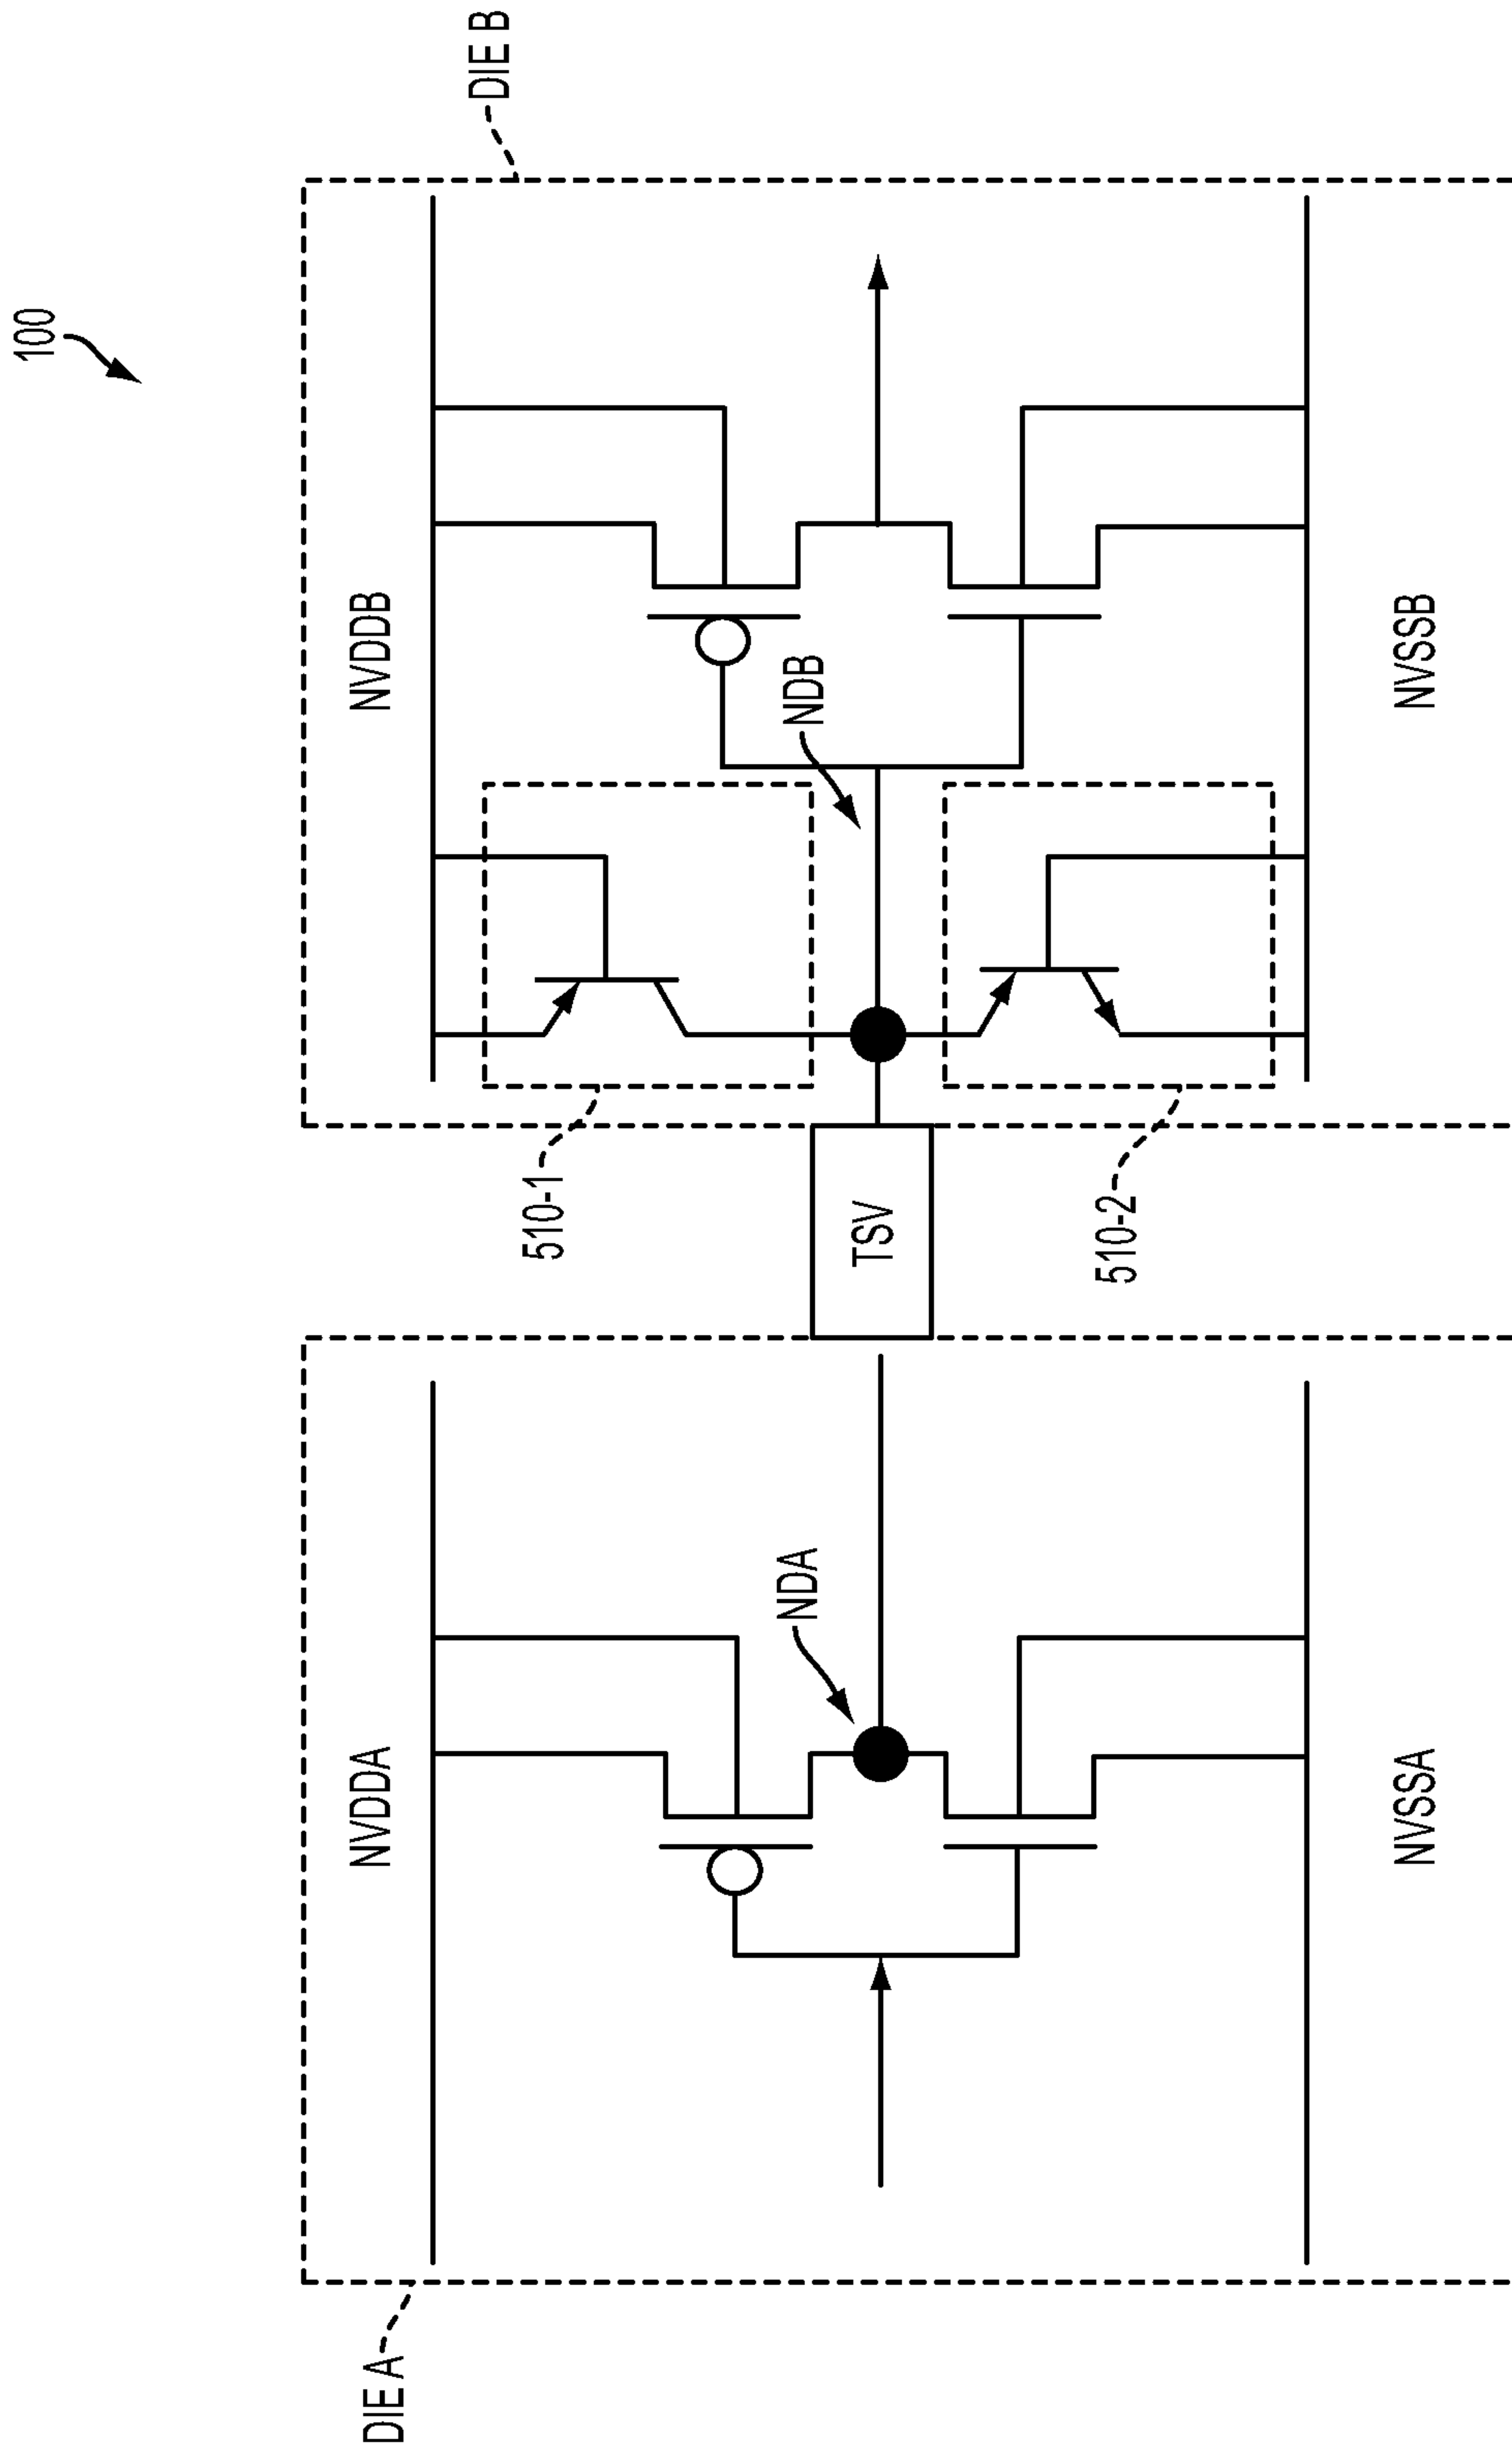 100
DIE A
DIE B
NVDDA
NVDDB
510-1
NDA
NDB
TSV
510-2
NVSSA
NVSSB